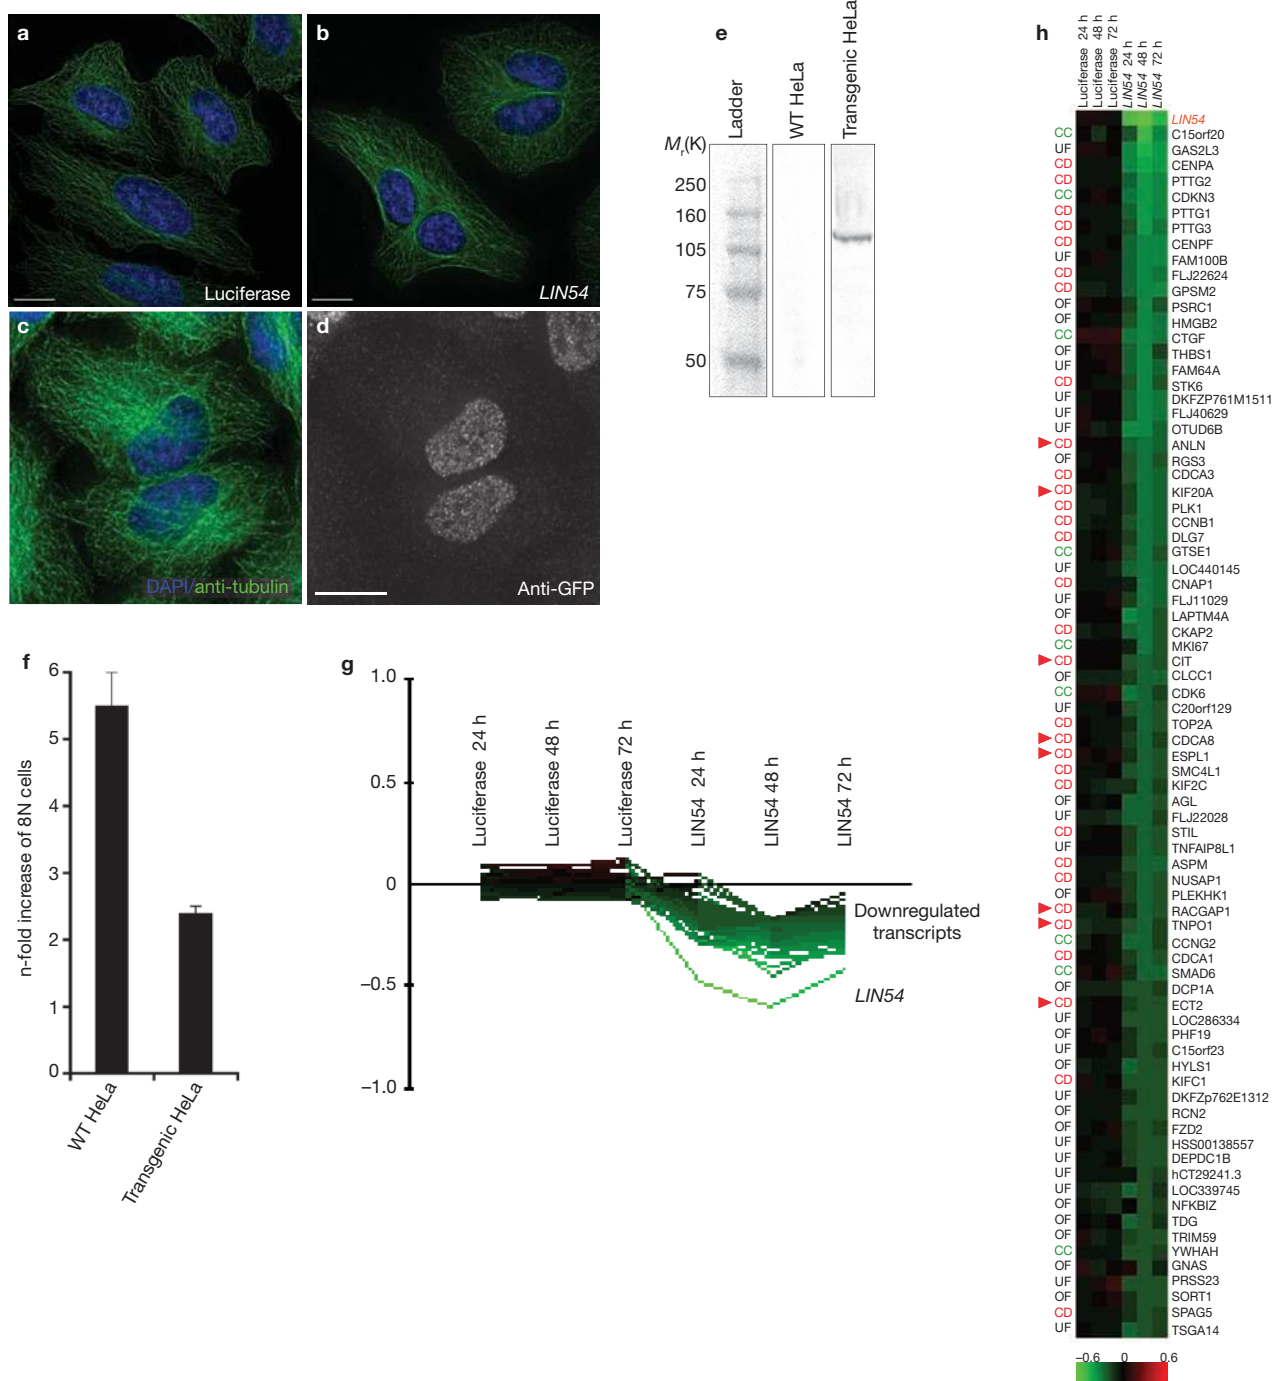 a
Luciferase
b
LIN54
c
DAPI/anti-tubulin
d
Anti-GFP
e
Ladder
WT HeLa
Transgenic HeLa
Mr(K)
250
160
105
75
50
f
n-fold increase of 8N cells
6
5
4
3
2
1
0
WT HeLa
Transgenic HeLa
g
1.0
0.5
0
−0.5
−1.0
Luciferase 24 h
Luciferase 48 h
Luciferase 72 h
LIN54 24 h
LIN54 48 h
LIN54 72 h
Downregulated
transcripts
LIN54
h
Luciferase 24 h
Luciferase 48 h
Luciferase 72 h
LIN54 24 h
LIN54 48 h
LIN54 72 h
LIN54
CC C15orf20
UF GAS2L3
CD CENPA
CD PTTG2
CC CDKN3
CD PTTG1
CD PTTG3
CD CENPF
UF FAM100B
CD FLJ22624
CD GPSM2
OF PSRC1
OF HMGB2
CC CTGF
OF THBS1
UF FAM64A
CD STK6
UF DKFZP761M1511
UF FLJ40629
UF OTUD6B
CD ANLN
OF RGS3
CD CDCA3
CD KIF20A
CD PLK1
CD CCNB1
CD DLG7
CC GTSE1
UF LOC440145
CD CNAP1
UF FLJ11029
OF LAPTM4A
CD CKAP2
CC MKI67
CD CIT
OF CLCC1
CC CDK6
UF C20orf129
CD TOP2A
CD CDCA8
CD ESPL1
CD SMC4L1
CD KIF2C
OF AGL
UF FLJ22028
CD STIL
UF TNFAIP8L1
CD ASPM
CD NUSAP1
OF PLEKHK1
CD RACGAP1
CD TNPO1
CC CCNG2
CD CDCA1
CC SMAD6
OF DCP1A
CD ECT2
UF LOC286334
OF PHF19
UF C15orf23
OF HYLS1
CD KIFC1
UF DKFZp762E1312
OF RCN2
OF FZD2
UF HSS00138557
UF DEPDC1B
UF hCT29241.3
UF LOC339745
OF NFKBIZ
OF TDG
OF TRIM59
CC YWHAH
OF GNAS
UF PRSS23
OF SORT1
CD SPAG5
UF TSGA14
−0.6 0 0.6